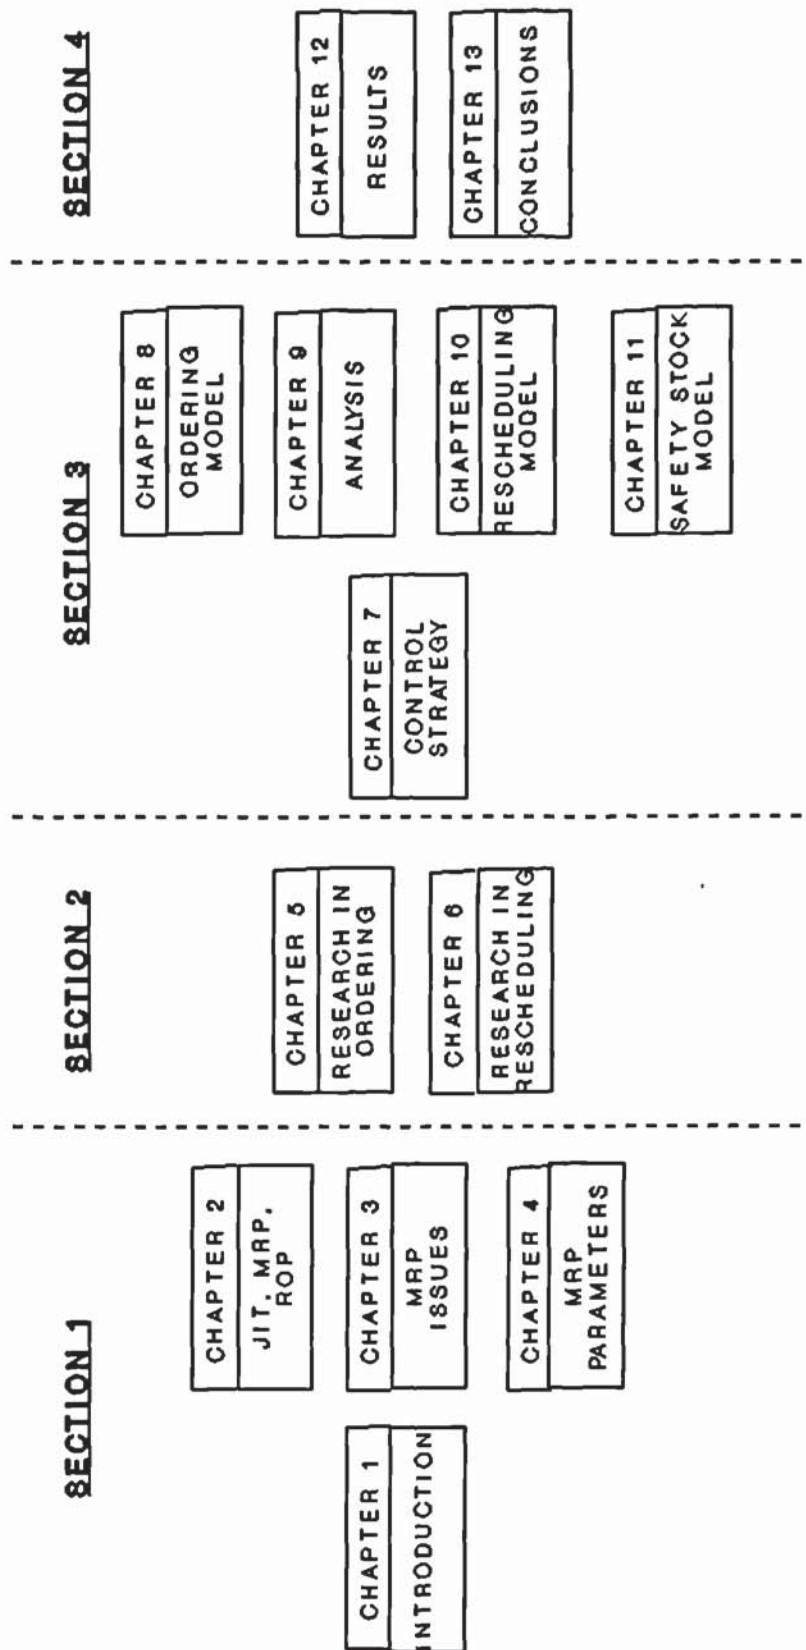 SECTION 1
CHAPTER 1
INTRODUCTION
CHAPTER 2
JIT, MRP,
ROP
CHAPTER 3
MRP
ISSUES
CHAPTER 4
MRP
PARAMETERS
SECTION 2
CHAPTER 5
RESEARCH IN
ORDERING
CHAPTER 6
RESEARCH IN
RESCHEDULING
SECTION 3
CHAPTER 7
CONTROL
STRATEGY
CHAPTER 8
ORDERING
MODEL
CHAPTER 9
ANALYSIS
CHAPTER 10
RESCHEDULING
MODEL
CHAPTER 11
SAFETY STOCK
MODEL
SECTION 4
CHAPTER 12
RESULTS
CHAPTER 13
CONCLUSIONS